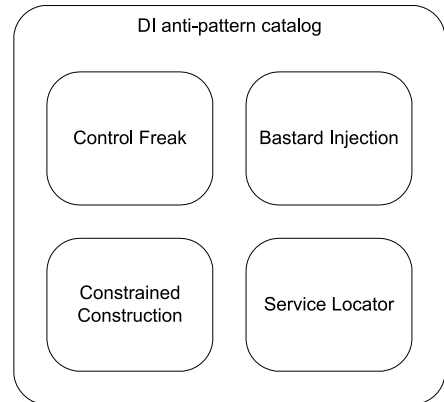 DI anti-pattern catalog
Control Freak
Bastard Injection
Constrained
Construction
Service Locator